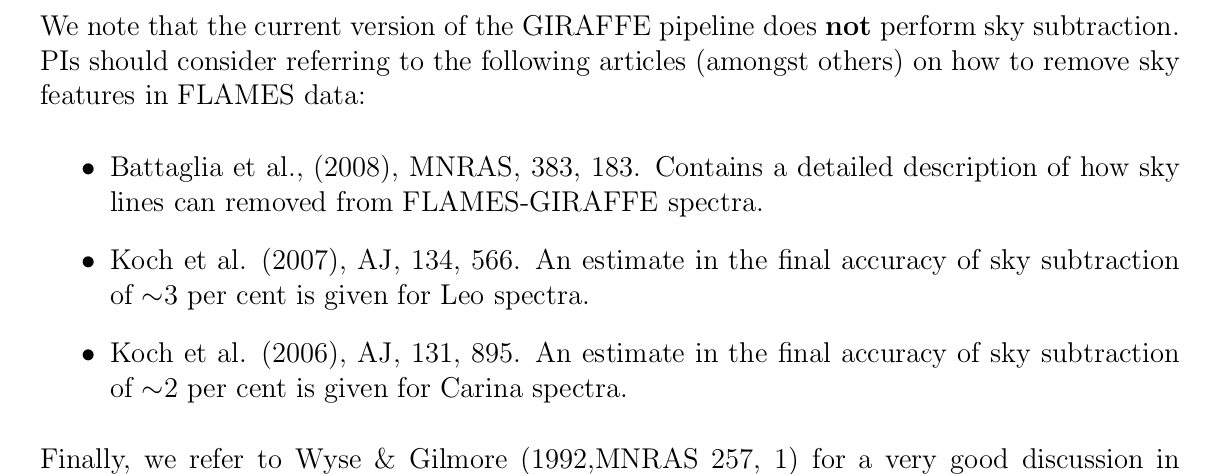 We note that the current version of the GIRAFFE pipeline does not perform sky subtraction.
PIs should consider referring to the following articles (amongst others) on how to remove sky
features in FLAMES data:
• Battaglia et al., (2008), MNRAS, 383, 183. Contains a detailed description of how sky
lines can removed from FLAMES-GIRAFFE spectra.
• Koch et al. (2007), AJ, 134, 566. An estimate in the final accuracy of sky subtraction
of ∼3 per cent is given for Leo spectra.
• Koch et al. (2006), AJ, 131, 895. An estimate in the final accuracy of sky subtraction
of ∼2 per cent is given for Carina spectra.
Finally, we refer to Wyse & Gilmore (1992,MNRAS 257, 1) for a very good discussion in